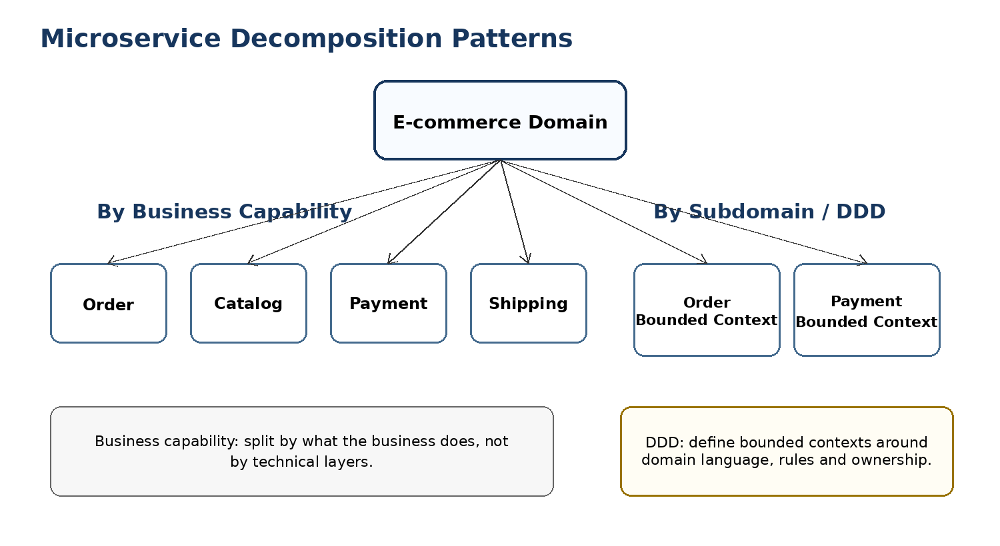 Microservice Decomposition Patterns
E-commerce Domain
By Business Capability
By Subdomain / DDD
Order
Catalog
Payment
Shipping
Order
Bounded Context
Payment
Bounded Context
Business capability: split by what the business does, not
by technical layers.
DDD: define bounded contexts around
domain language, rules and ownership.